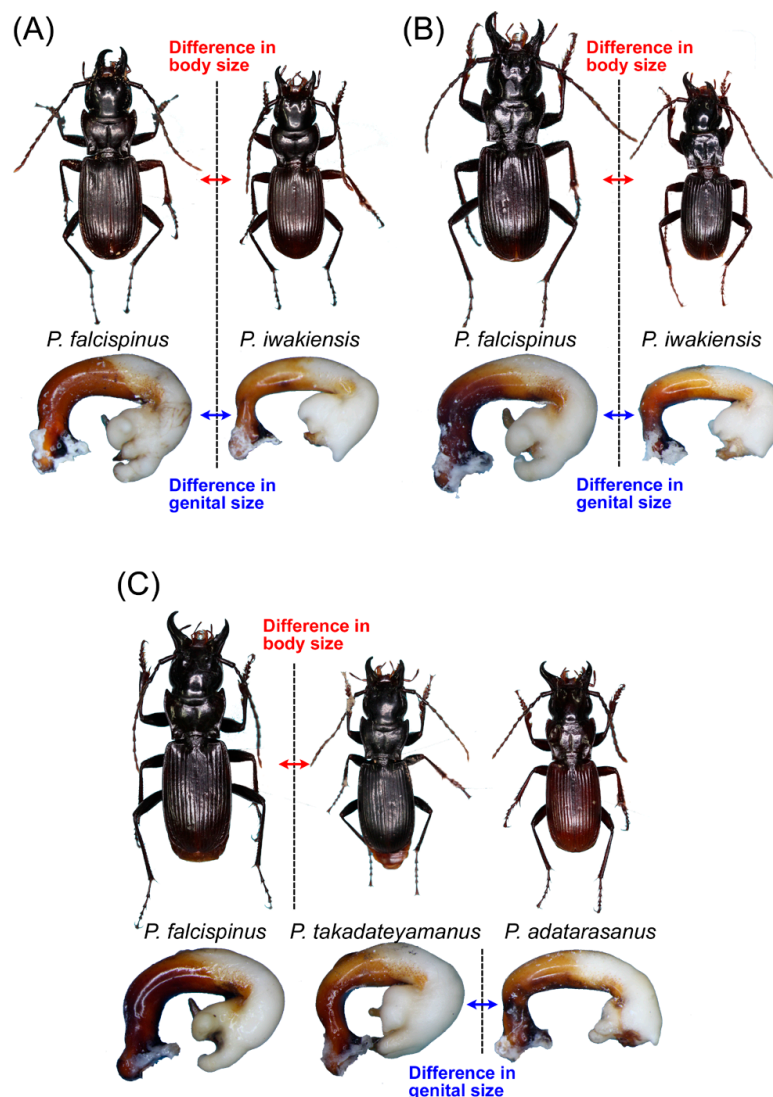 (A)
Difference in
body size
P. falcispinus
P. iwakiensis
Difference in
genital size
(B)
Difference in
body size
P. falcispinus
P. iwakiensis
Difference in
genital size
(C)
Difference in
body size
P. falcispinus
P. takadateyamanus
P. adatarasanus
Difference in
genital size